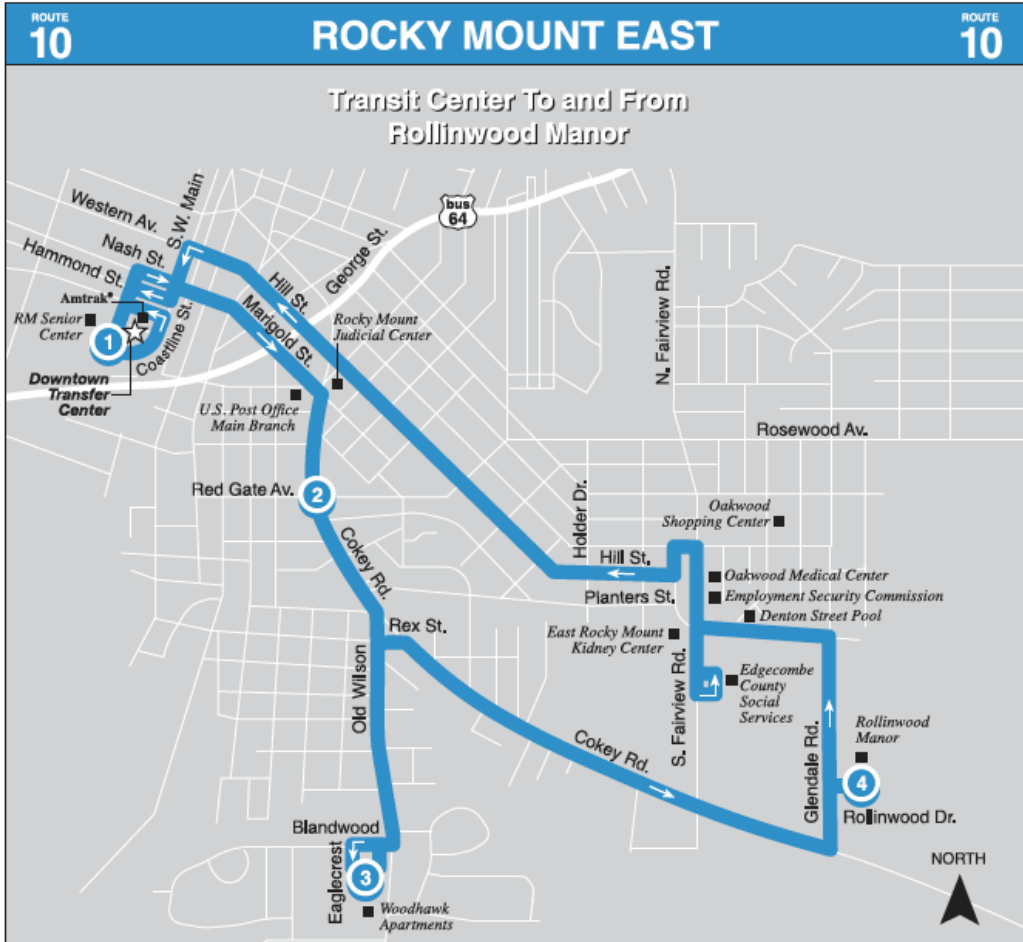 ROUTE
10
ROCKY MOUNT EAST
ROUTE
10
Transit Center To and From
Rollinwood Manor
bus
64
Western Av.
S.W. Main
Nash St.
Hammond St.
George St.
Hill St.
Amtrak®
RM Senior
Center
1
Coastline St.
Marigold St.
Rocky Mount
Judicial Center
N. Fairview Rd.
Downtown
Transfer
Center
U.S. Post Office
Main Branch
Rosewood Av.
Red Gate Av.
2
Holder Dr.
Oakwood
Shopping Center
Cokey Rd.
Hill St.
Oakwood Medical Center
Planters St.
Employment Security Commission
Denton Street Pool
Rex St.
East Rocky Mount
Kidney Center
Old Wilson
S. Fairview Rd.
Edgecombe
County
Social
Services
Cokey Rd.
Glendale Rd.
Rollinwood
Manor
4
Rollinwood Dr.
Blandwood
Eaglecrest
3
Woodhawk
Apartments
NORTH